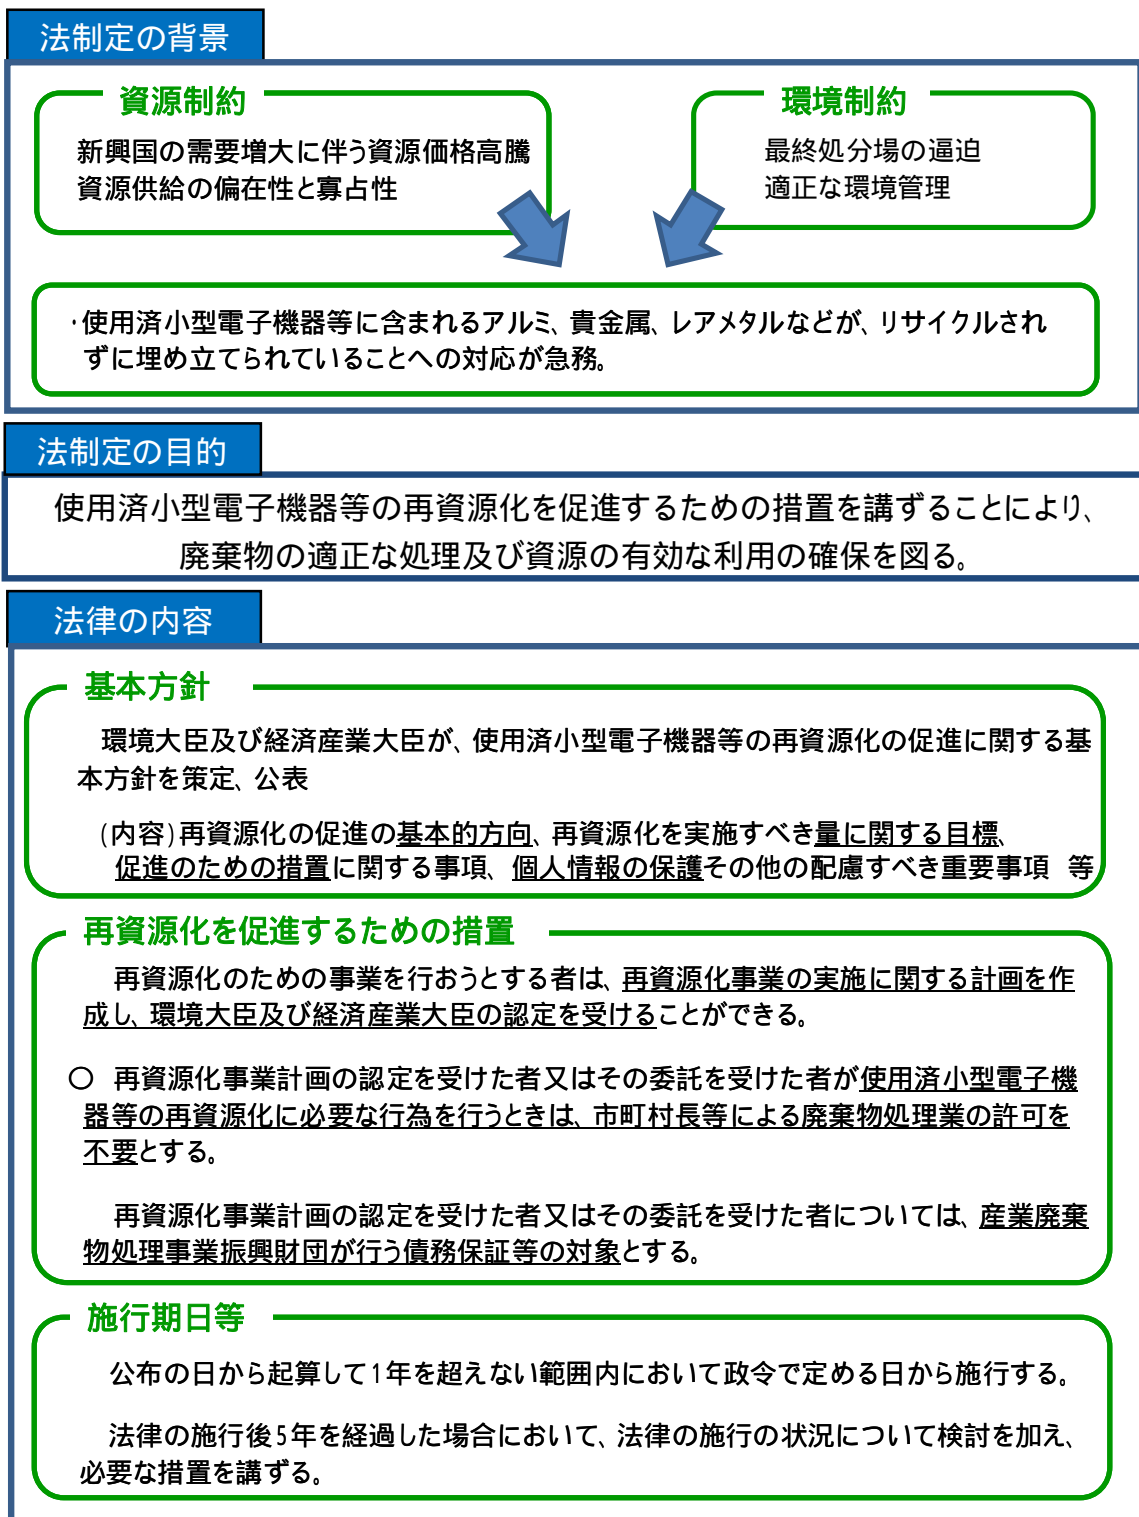 法制定の背景
資源制約
新興国の需要増大に伴う資源価格高騰
資源供給の偏在性と寡占性
環境制約
最終処分場の逼迫
適正な環境管理
・使用済小型電子機器等に含まれるアルミ、貴金属、レアメタルなどが、リサイクルされ
ずに埋め立てられていることへの対応が急務。
法制定の目的
使用済小型電子機器等の再資源化を促進するための措置を講ずることにより、
廃棄物の適正な処理及び資源の有効な利用の確保を図る。
法律の内容
基本方針
環境大臣及び経済産業大臣が、使用済小型電子機器等の再資源化の促進に関する基
本方針を策定、公表
(内容)再資源化の促進の基本的方向、再資源化を実施すべき量に関する目標、
促進のための措置に関する事項、個人情報の保護その他の配慮すべき重要事項 等
再資源化を促進するための措置
再資源化のための事業を行おうとする者は、再資源化事業の実施に関する計画を作
成し、環境大臣及び経済産業大臣の認定を受けることができる。
○ 再資源化事業計画の認定を受けた者又はその委託を受けた者が使用済小型電子機
器等の再資源化に必要な行為を行うときは、市町村長等による廃棄物処理業の許可を
不要とする。
再資源化事業計画の認定を受けた者又はその委託を受けた者については、産業廃棄
物処理事業振興財団が行う債務保証等の対象とする。
施行期日等
公布の日から起算して1年を超えない範囲内において政令で定める日から施行する。
法律の施行後5年を経過した場合において、法律の施行の状況について検討を加え、
必要な措置を講ずる。